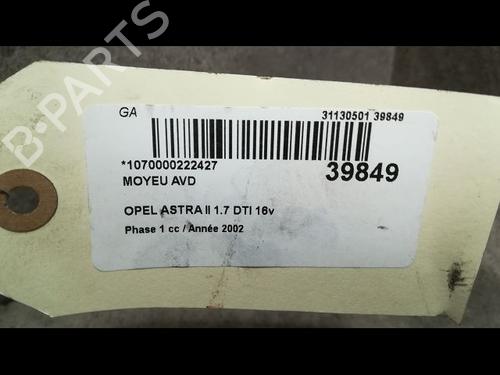 B-PARTS
GA
31130501 39849
*1070000222427
39849
MOYEU AVD
OPEL ASTRA II 1.7 DTI 16v
Phase 1 cc / Année 2002